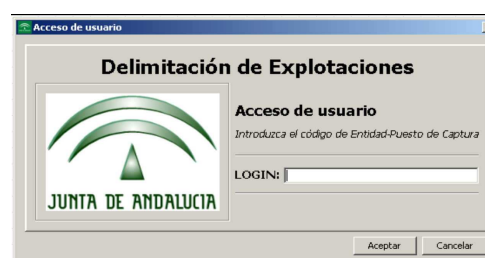 Acceso de usuario
Delimitación de Explotaciones
Acceso de usuario
Introduzca el código de Entidad-Puesto de Captura
LOGIN:
JUNTA DE ANDALUCIA
Aceptar
Cancelar